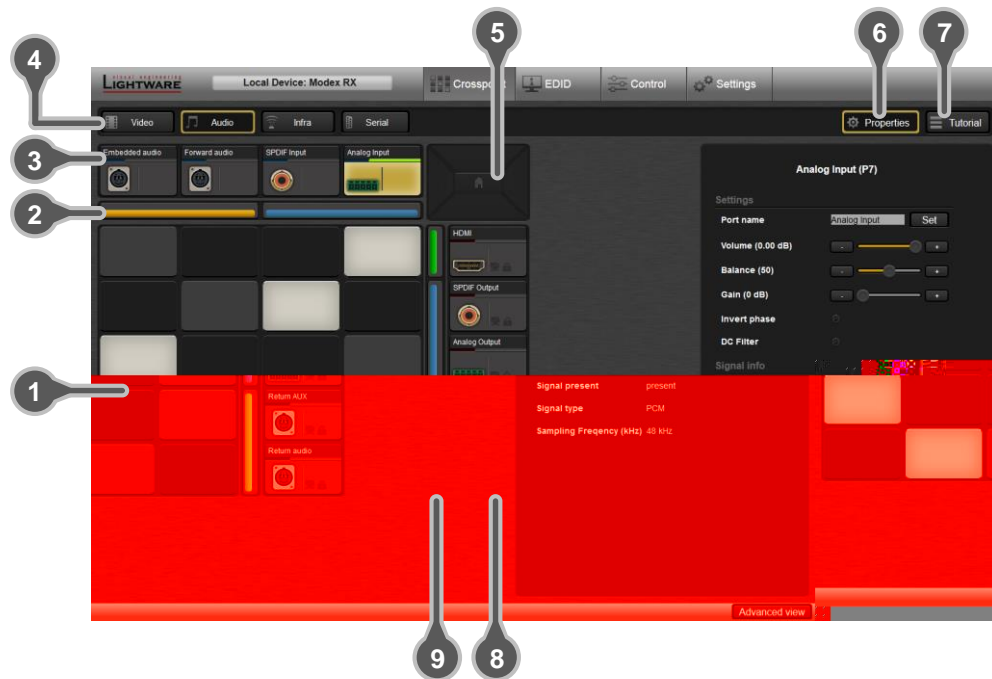 4
5
6
7
visual engineering
LIGHTWARE
Local Device: Modex RX
Crosspoint
EDID
Control
Settings
Video
Audio
Infra
Serial
Properties
Tutorial
3
Embedded audio
Forward audio
SPDIF Input
Analog Input
Analog Input (P7)
Settings
2
Port name
Analog Input
Set
Volume (0.00 dB)
-
+
HDMI
Balance (50)
-
+
SPDIF Output
Gain (0 dB)
-
+
Invert phase
Analog Output
DC Filter
Signal info
1
Signal present
present
Return AUX
Signal type
PCM
Sampling Freqency (kHz)
48 kHz
Return audio
Advanced view
9
8